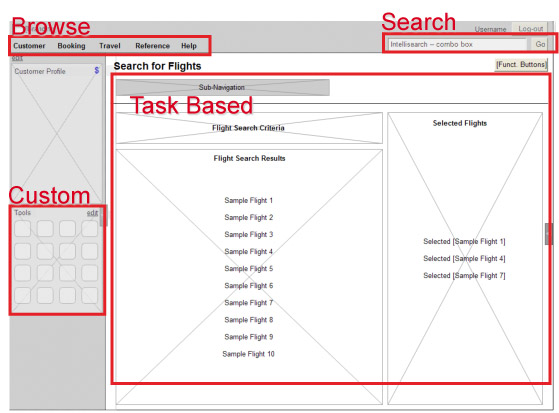 Browse
Search
Username Log-out
Customer Booking Travel Reference Help
Intellisearch – combo box Go
edit
Customer Profile $
Search for Flights
[Funct. Buttons]
Sub-Navigation
Task Based
Flight Search Criteria
Selected Flights
Flight Search Results
Sample Flight 1
Sample Flight 2
Sample Flight 3
Sample Flight 4
Sample Flight 5
Sample Flight 6
Sample Flight 7
Sample Flight 8
Sample Flight 9
Sample Flight 10
Selected [Sample Flight 1]
Selected [Sample Flight 4]
Selected [Sample Flight 7]
Custom
Tools edit